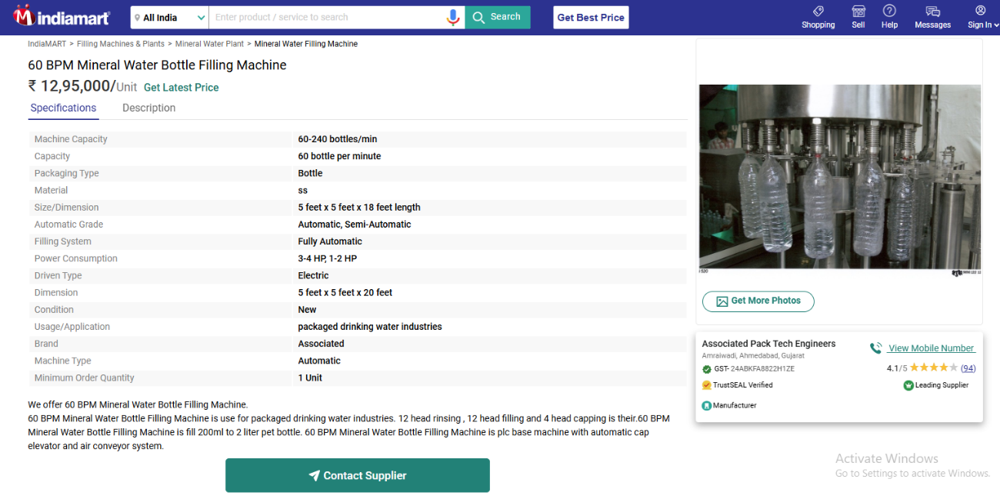 indiamart
All India
Enter product / service to search
Search
Get Best Price
Shopping
Sell
Help
Messages
Sign In
IndiaMART > Filling Machines & Plants > Mineral Water Plant > Mineral Water Filling Machine
60 BPM Mineral Water Bottle Filling Machine
₹ 12,95,000/Unit Get Latest Price
Specifications Description
Machine Capacity 60-240 bottles/min
Capacity 60 bottle per minute
Packaging Type Bottle
Material ss
Size/Dimension 5 feet x 5 feet x 18 feet length
Automatic Grade Automatic, Semi-Automatic
Filling System Fully Automatic
Power Consumption 3-4 HP, 1-2 HP
Driven Type Electric
Dimension 5 feet x 5 feet x 20 feet
Condition New
Usage/Application packaged drinking water industries
Brand Associated
Machine Type Automatic
Minimum Order Quantity 1 Unit
We offer 60 BPM Mineral Water Bottle Filling Machine.
60 BPM Mineral Water Bottle Filling Machine is use for packaged drinking water industries. 12 head rinsing , 12 head filling and 4 head capping is their.60 BPM
Mineral Water Bottle Filling Machine is fill 200ml to 2 liter pet bottle. 60 BPM Mineral Water Bottle Filling Machine is plc base machine with automatic cap
elevator and air conveyor system.
Contact Supplier
Get More Photos
Associated Pack Tech Engineers
Amraiwadi, Ahmedabad, Gujarat
GST- 24ABKFA8822H1ZE
TrustSEAL Verified
Manufacturer
View Mobile Number
4.1/5 (94)
Leading Supplier
Activate Windows
Go to Settings to activate Windows.